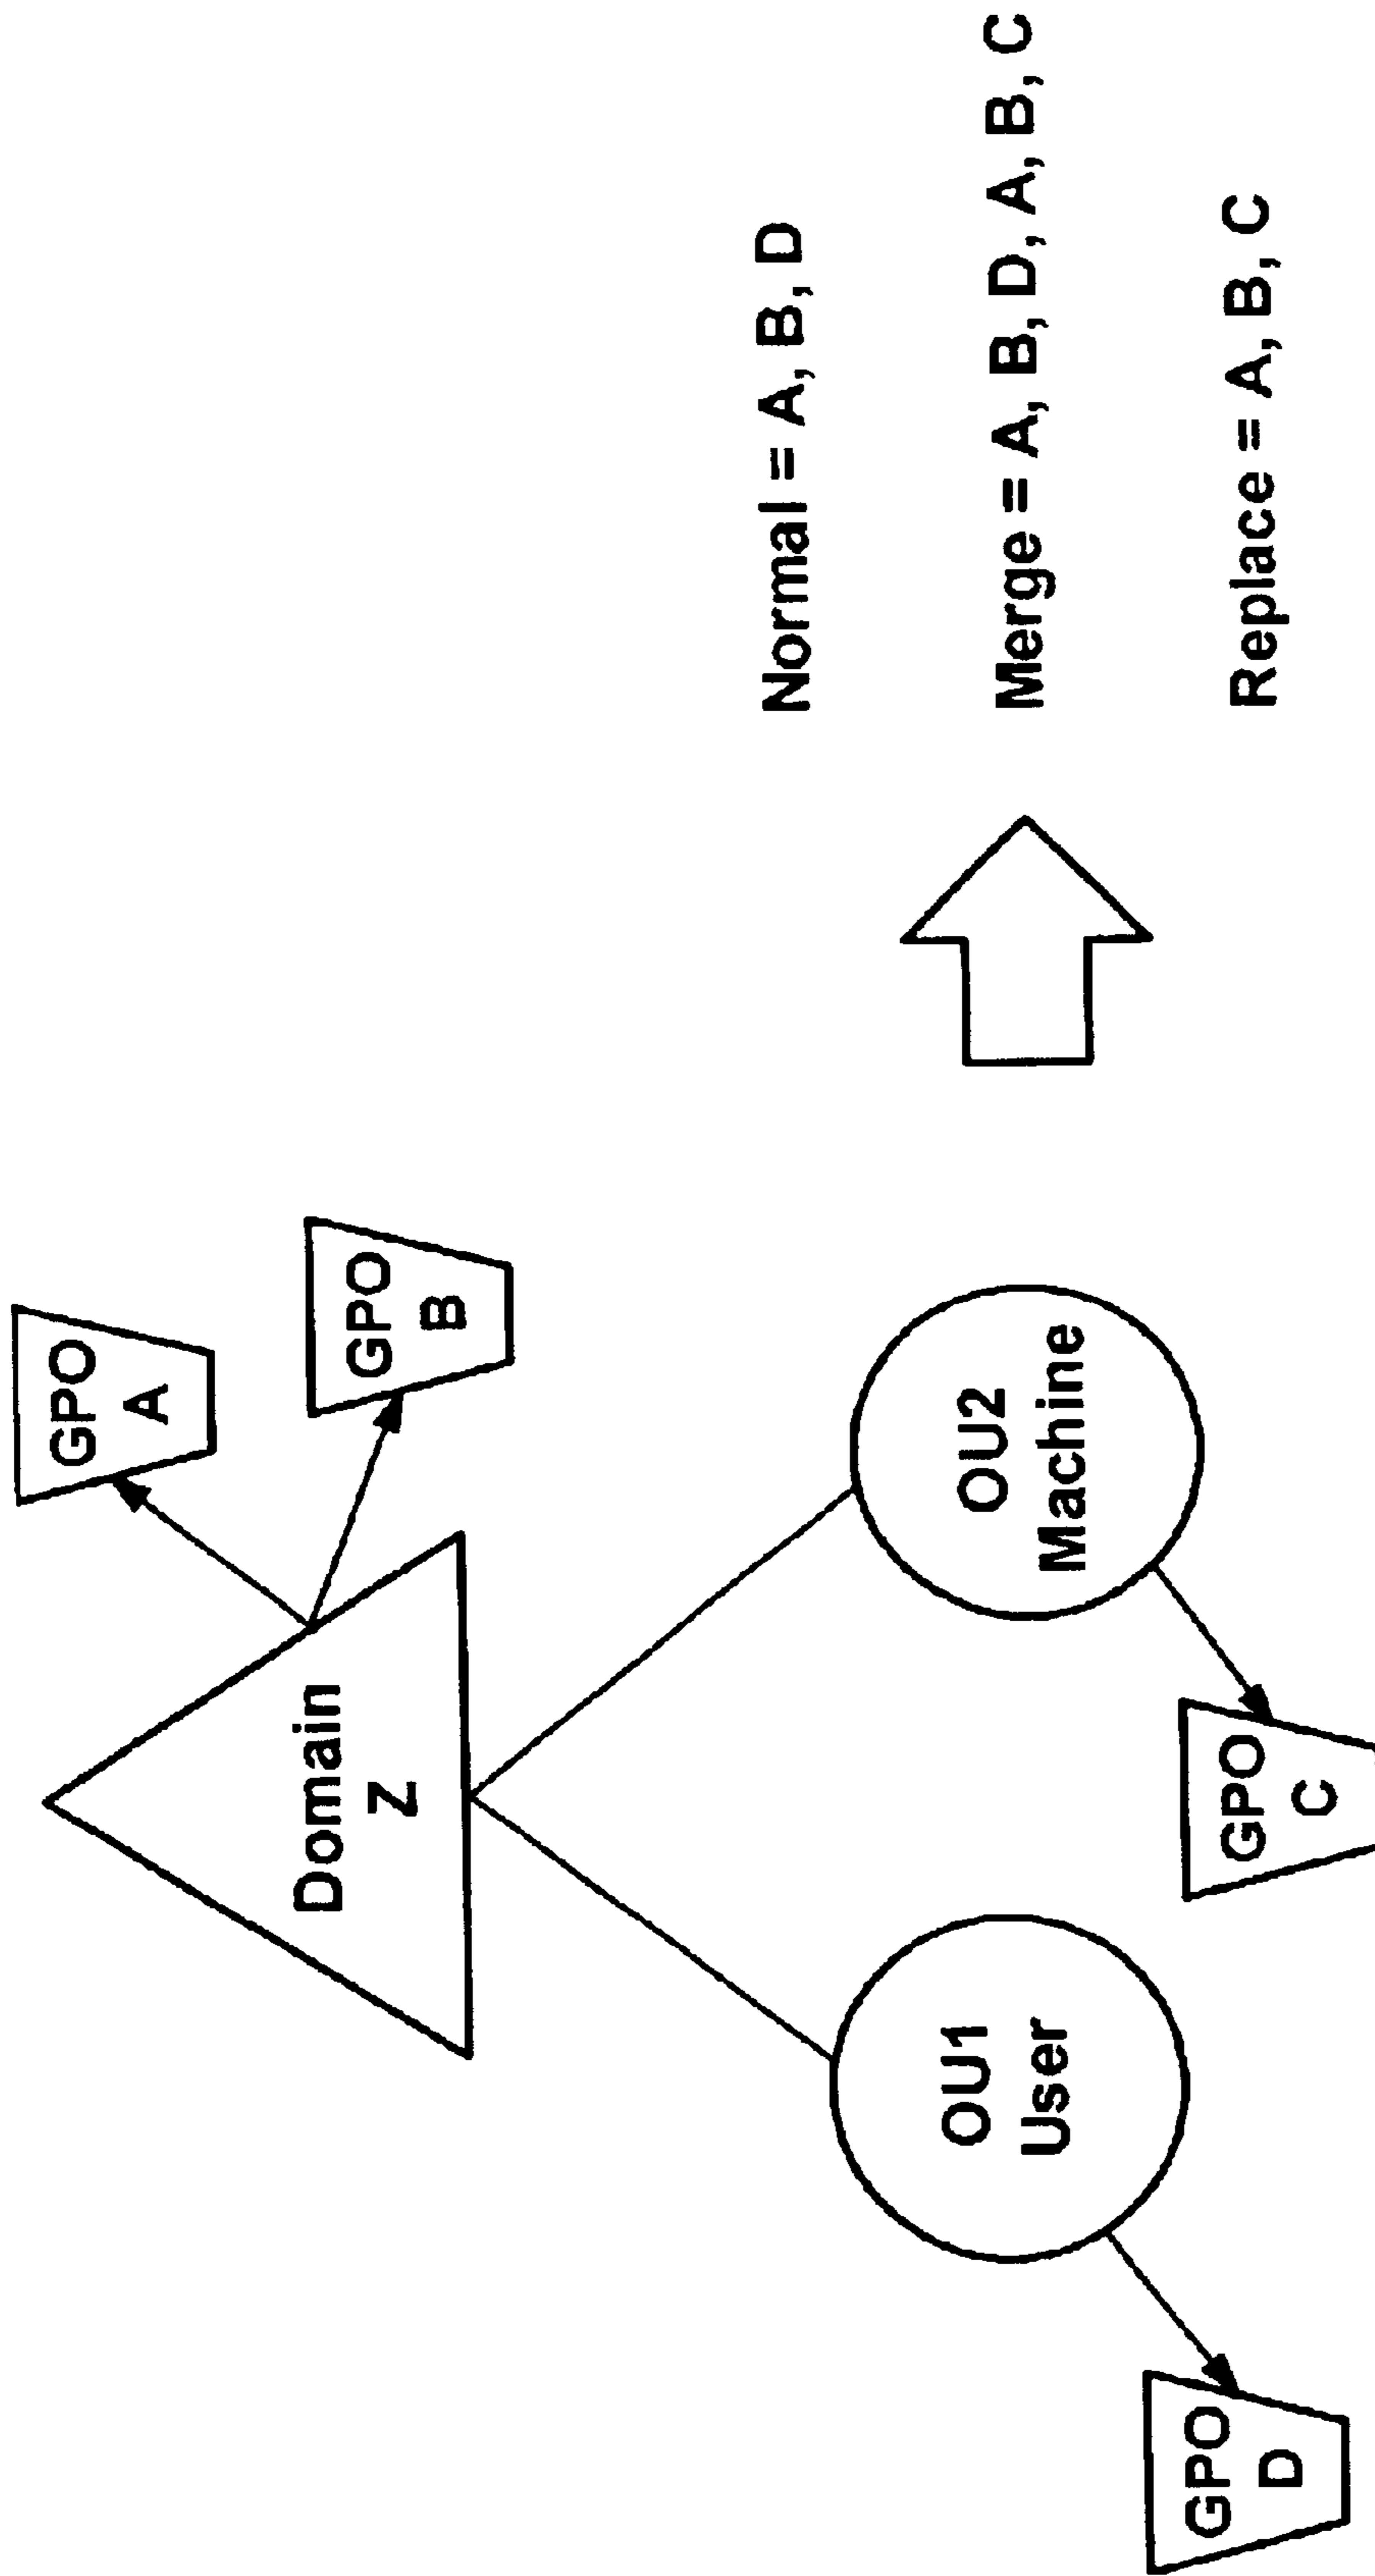 GPO
A
GPO
B
Domain
Z
OU1
User
OU2
Machine
GPO
D
GPO
C
Normal = A, B, D
Merge = A, B, D, A, B, C
Replace = A, B, C